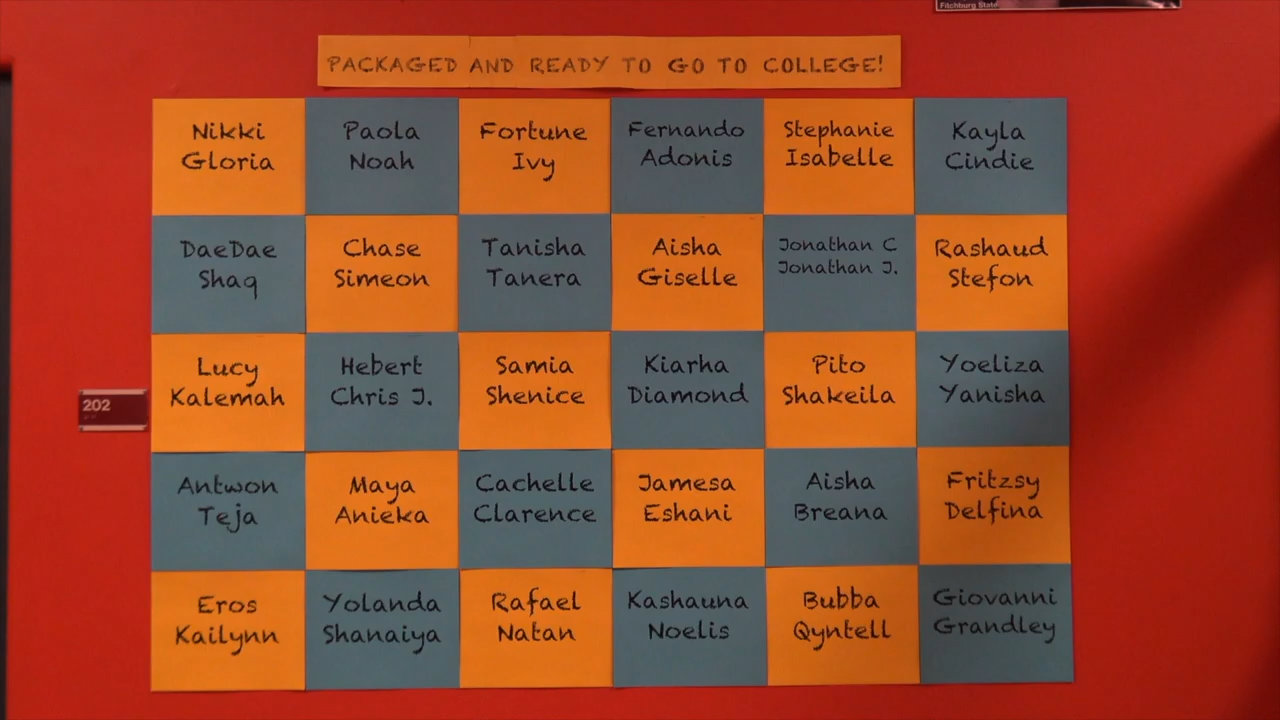 Fitchburg State
PACKAGED AND READY TO GO TO COLLEGE!
Nikki
Gloria
Paola
Noah
Fortune
Ivy
Fernando
Adonis
Stephanie
Isabelle
Kayla
Cindie
DaeDae
Shaq
Chase
Simeon
Tanisha
Tanera
Aisha
Giselle
Jonathan C
Jonathan J.
Rashaud
Stefon
Lucy
Kalemah
Hebert
Chris J.
Samia
Shenice
Kiarha
Diamond
Pito
Shakeila
Yoeliza
Yanisha
202
Antwon
Teja
Maya
Anieka
Cachelle
Clarence
Jamesa
Eshani
Aisha
Breana
Fritzsy
Delfina
Eros
Kailynn
Yolanda
Shanaiya
Rafael
Natan
Kashauna
Noelis
Bubba
Qyntell
Giovanni
Grandley